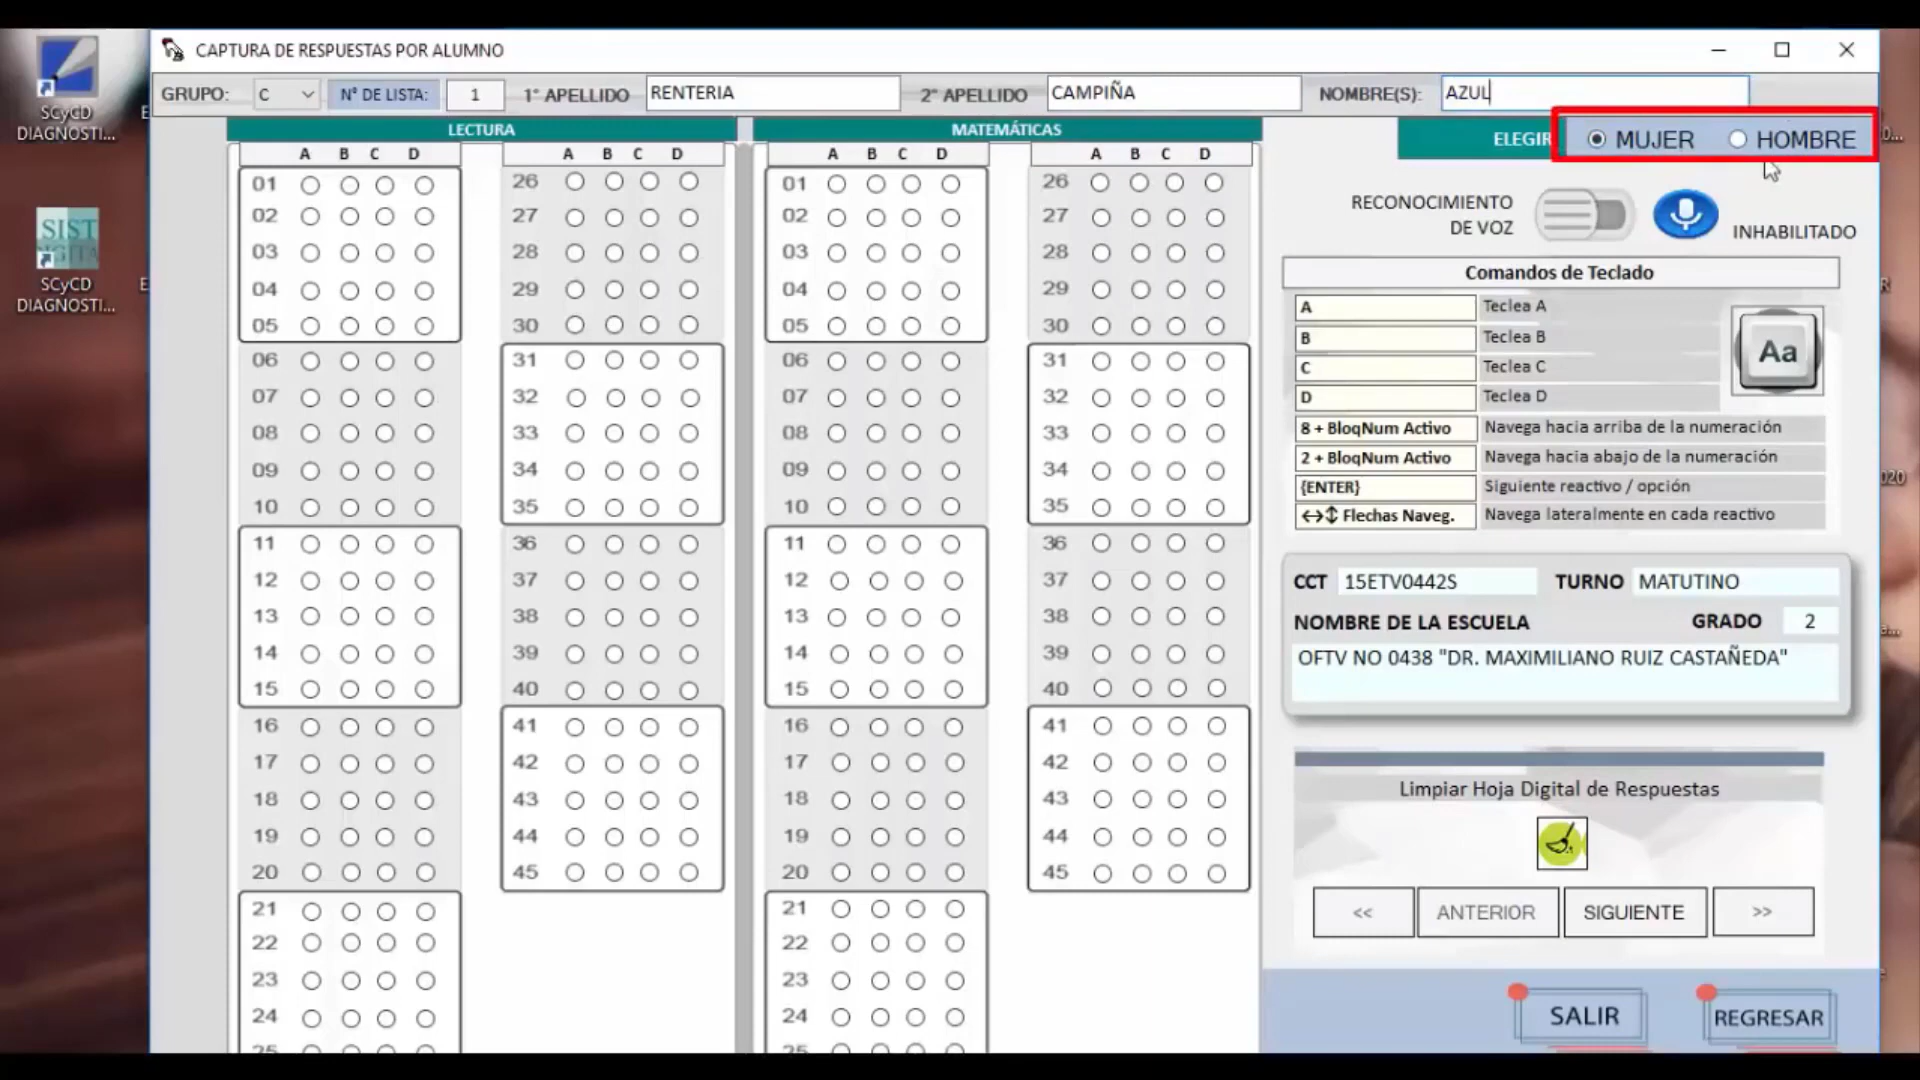 CAPTURA DE RESPUESTAS POR ALUMNO
GRUPO: C N° DE LISTA: 1 1° APELLIDO RENTERIA 2° APELLIDO CAMPIÑA NOMBRE(S): AZUL
LECTURA MATEMÁTICAS ELEGIR MUJER HOMBRE
A B C D A B C D A B C D A B C D
01 26 01 26
02 27 02 27
03 28 03 28
04 29 04 29
05 30 05 30
06 31 06 31
07 32 07 32
08 33 08 33
09 34 09 34
10 35 10 35
11 36 11 36
12 37 12 37
13 38 13 38
14 39 14 39
15 40 15 40
16 41 16 41
17 42 17 42
18 43 18 43
19 44 19 44
20 45 20 45
21 21
22 22
23 23
24 24
25 25
RECONOCIMIENTO
DE VOZ
INHABILITADO
Comandos de Teclado
A Teclea A
B Teclea B
C Teclea C
D Teclea D
Aa
8 + BloqNum Activo Navega hacia arriba de la numeración
2 + BloqNum Activo Navega hacia abajo de la numeración
{ENTER} Siguiente reactivo / opción
↔↕ Flechas Naveg. Navega lateralmente en cada reactivo
CCT 15ETV0442S TURNO MATUTINO
NOMBRE DE LA ESCUELA GRADO 2
OFTV NO 0438 "DR. MAXIMILIANO RUIZ CASTAÑEDA"
Limpiar Hoja Digital de Respuestas
<< ANTERIOR SIGUIENTE >>
SALIR REGRESAR
SCyCD
DIAGNOSTI...
SIST
SCyCD
DIAGNOSTI...